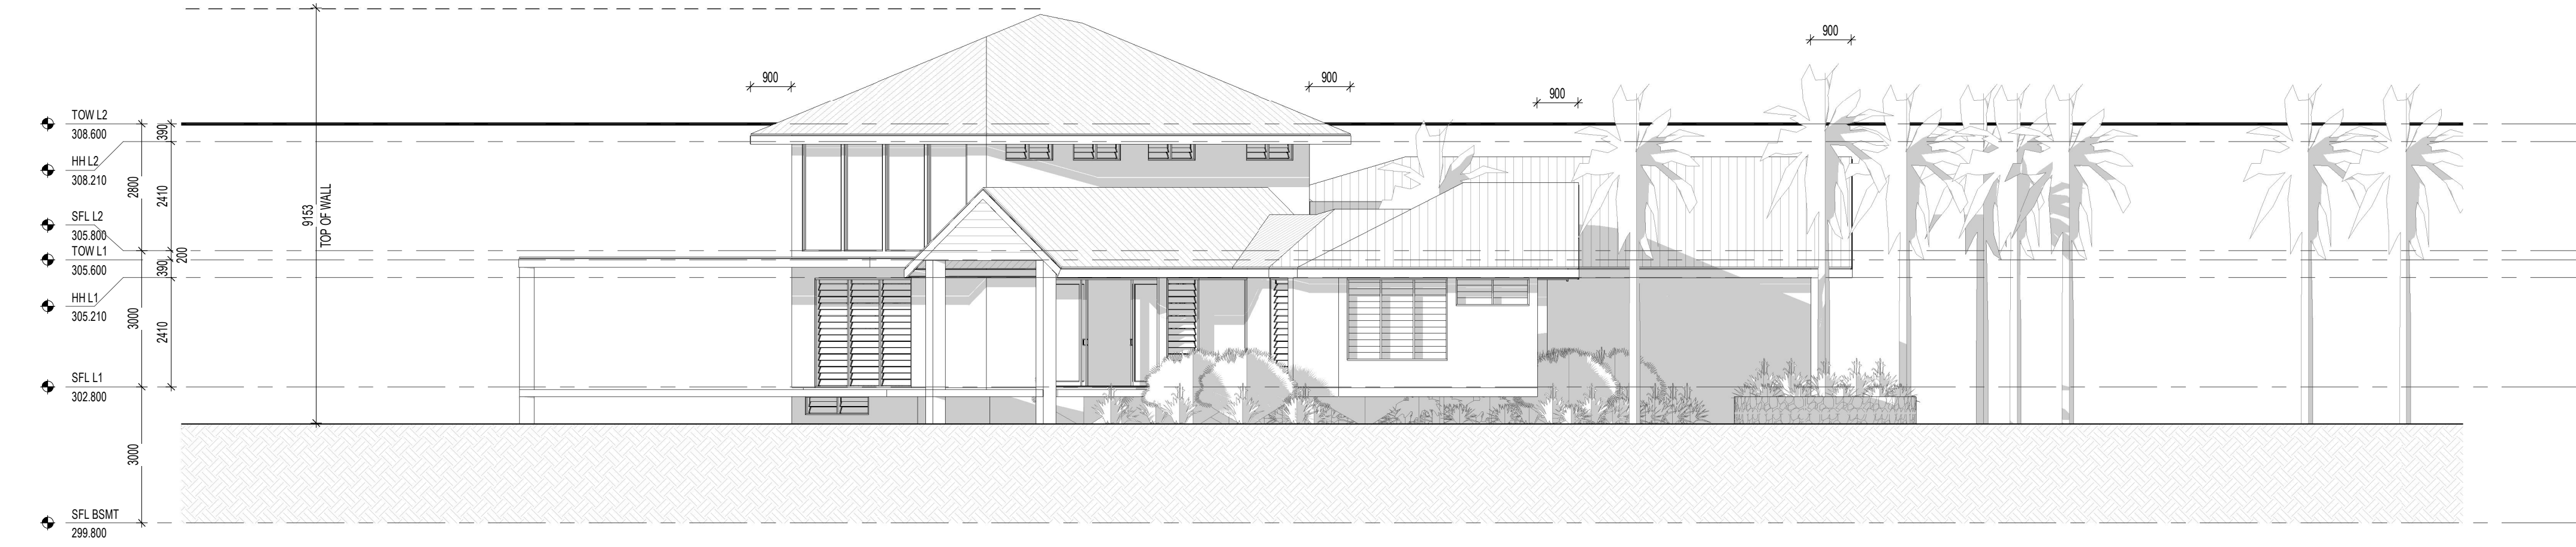 900
900
900
900
TOW L2
308.600
HH L2
308.210
SFL L2
305.800
TOW L1
305.600
HH L1
305.210
SFL L1
302.800
SFL BSMT
299.800
2800
3000
3000
390
2410
200
390
2410
9153
TOP OF WALL